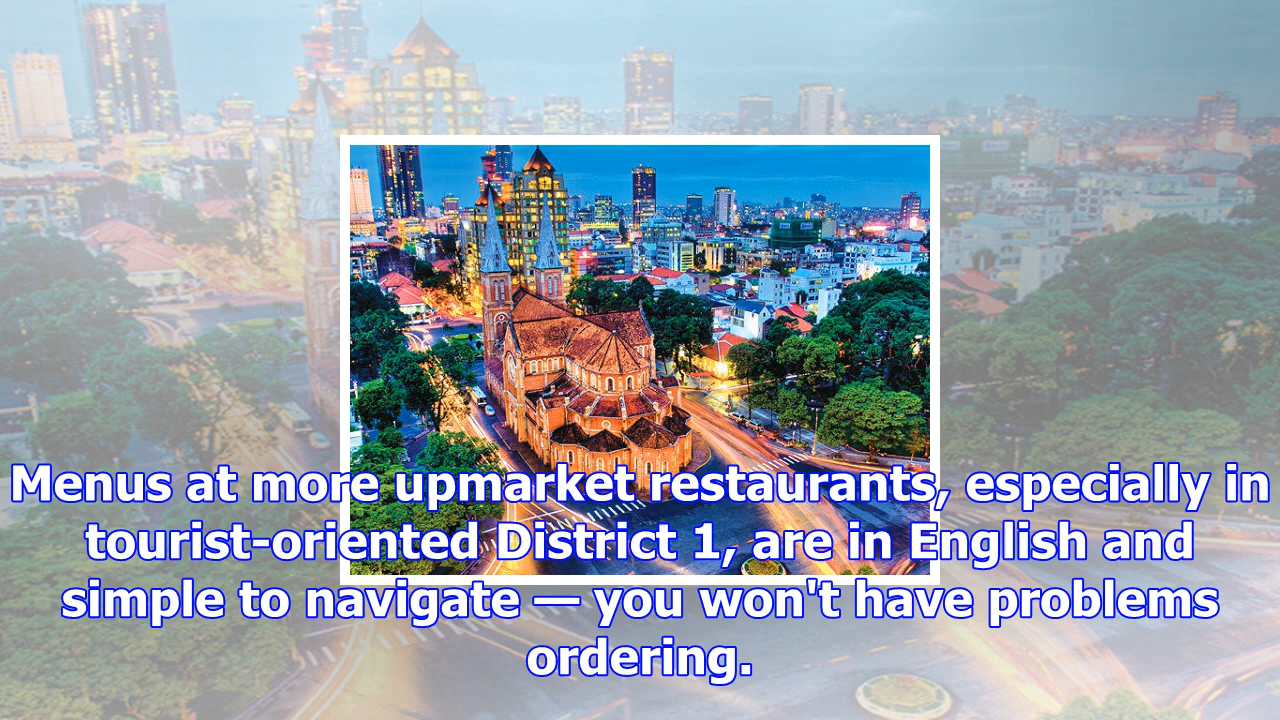 Menus at more upmarket restaurants, especially in
tourist-oriented District 1, are in English and
simple to navigate — you won't have problems
ordering.